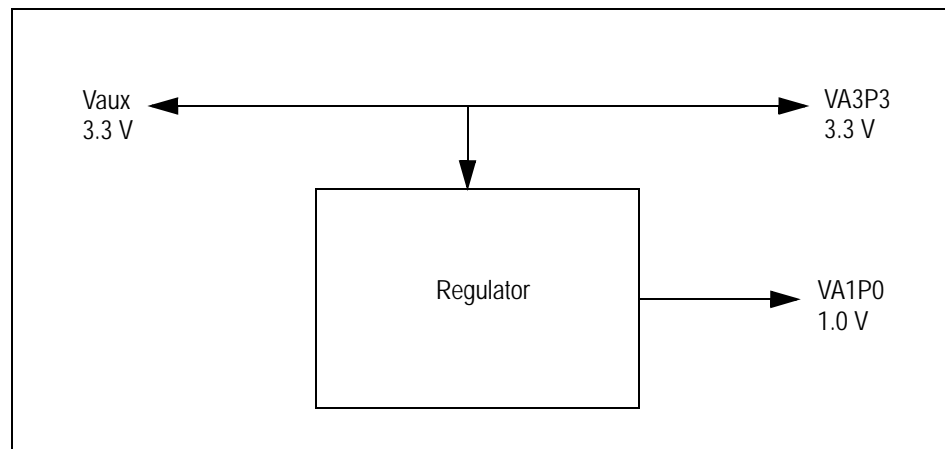 Vaux
3.3 V
VA3P3
3.3 V
Regulator
VA1P0
1.0 V